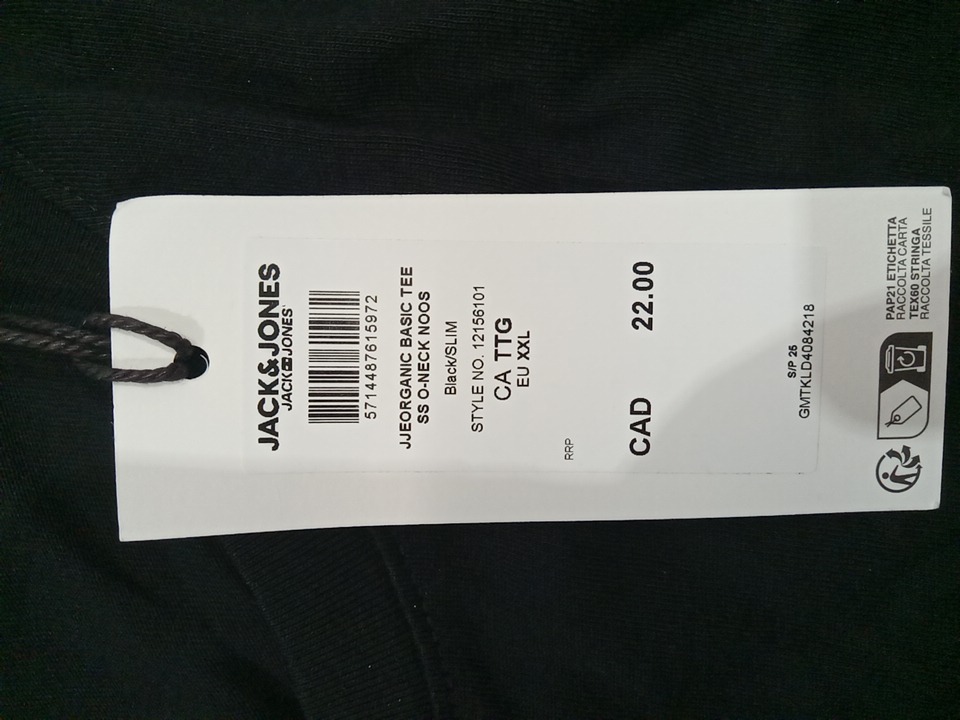 JACK&JONES
JACK&JONES
5714487615972
JJEORGANIC BASIC TEE
SS O-NECK NOOS
Black/SLIM
STYLE NO. 12156101
CA TTG
EU XXL
RRP
CAD 22.00
S/P 25
GMTKLD4084218
PAP21 ETICHETTA
RACCOLTA CARTA
TEX60 STRINGA
RACCOLTA TESSILE